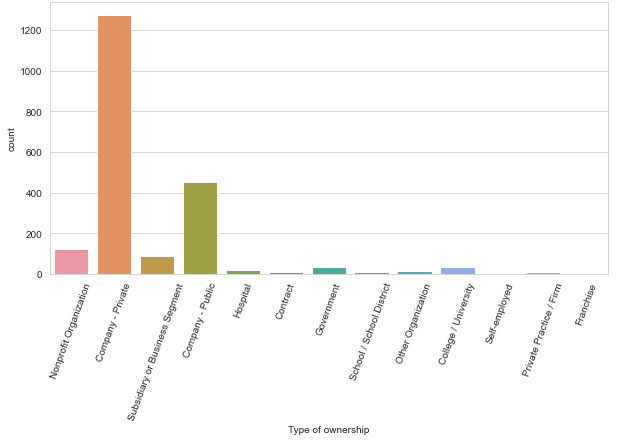 1200
1000
800
600
400
200
0
count
Nonprofit Organization
Company - Private
Subsidiary or Business Segment
Company - Public
Hospital
Contract
Government
School / School District
Other Organization
College / University
Self-employed
Private Practice / Firm
Franchise
Type of ownership